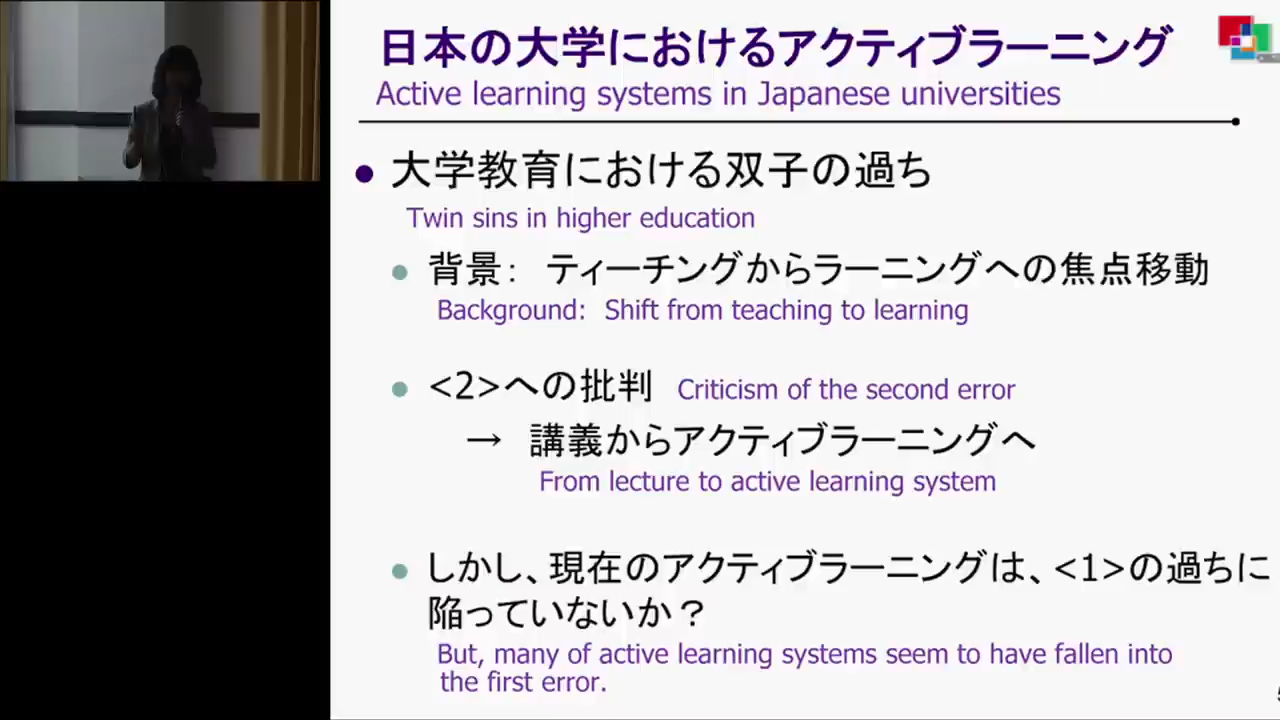 日本の大学におけるアクティブラーニング
Active learning systems in Japanese universities
大学教育における双子の過ち
Twin sins in higher education
背景： ティーチングからラーニングへの焦点移動
Background: Shift from teaching to learning
<2>への批判 Criticism of the second error
→ 講義からアクティブラーニングへ
From lecture to active learning system
しかし、現在のアクティブラーニングは、<1>の過ちに
陥っていないか？
But, many of active learning systems seem to have fallen into
the first error.